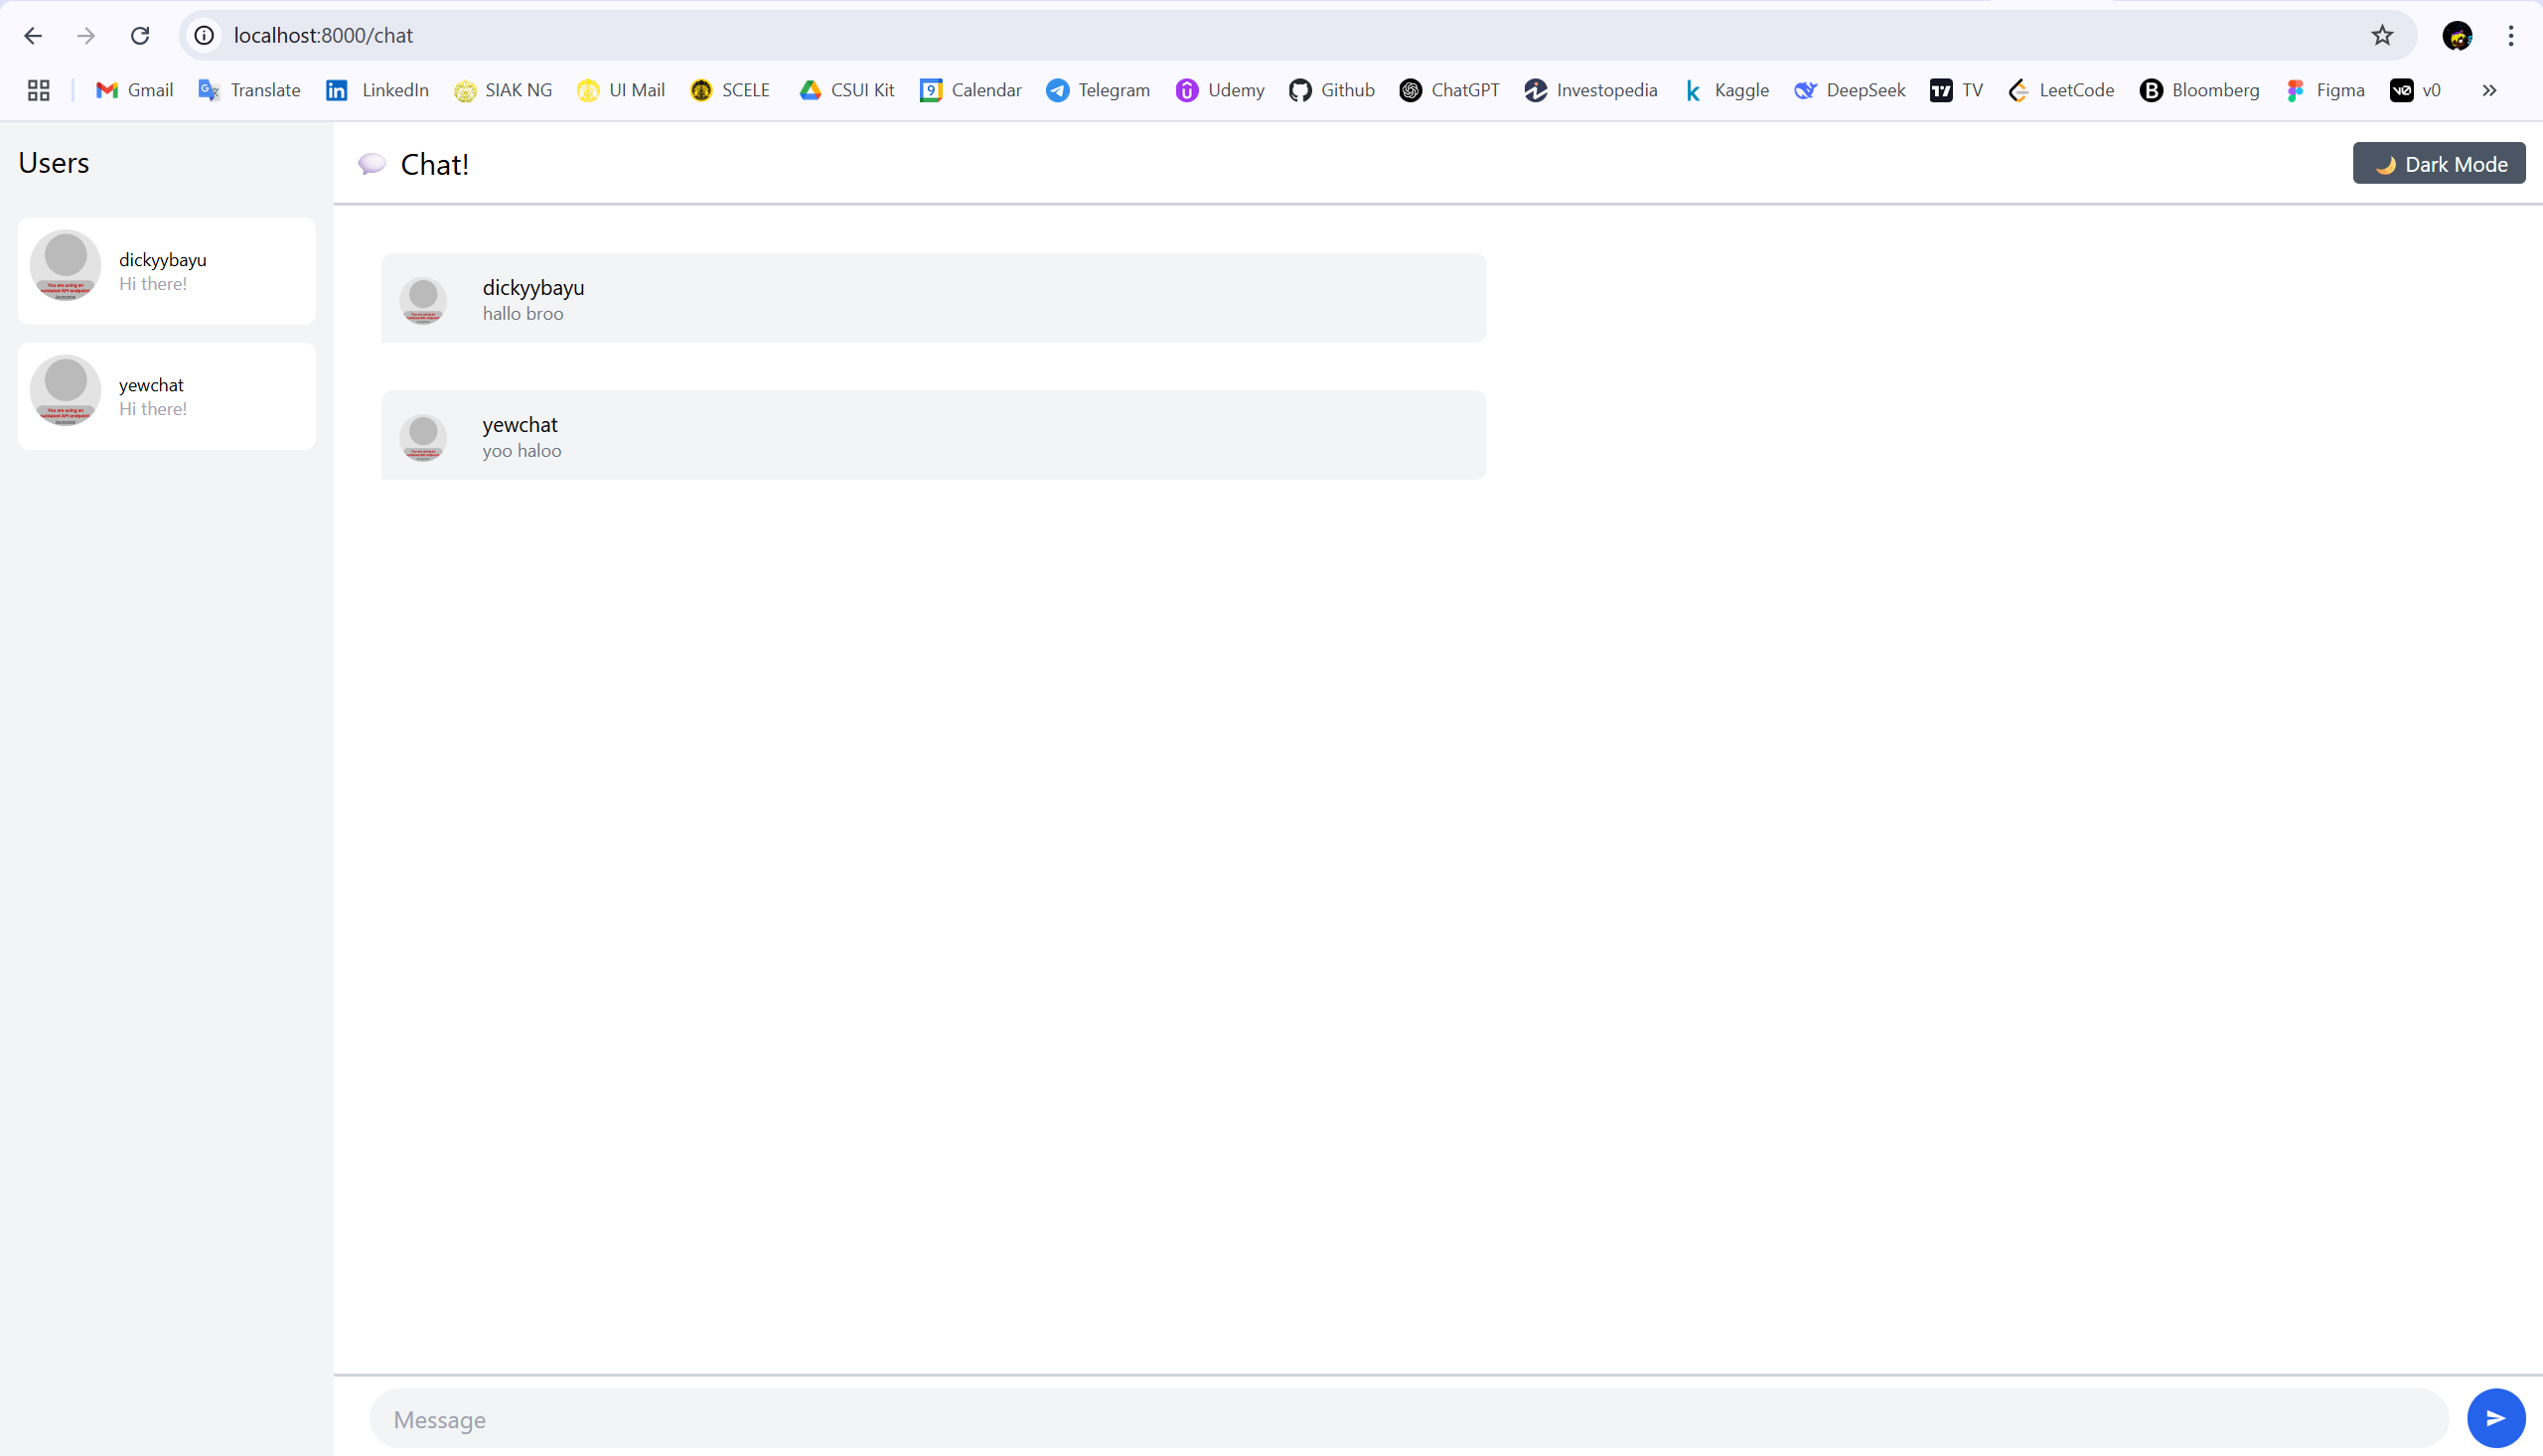 localhost:8000/chat
Gmail Translate LinkedIn SIAK NG UI Mail SCELE CSUI Kit Calendar Telegram Udemy Github ChatGPT Investopedia Kaggle DeepSeek TV LeetCode Bloomberg Figma v0
Users
💬 Chat!
🌙 Dark Mode
dickyybayu
Hi there!
yewchat
Hi there!
dickyybayu
hallo broo
yewchat
yoo haloo
Message